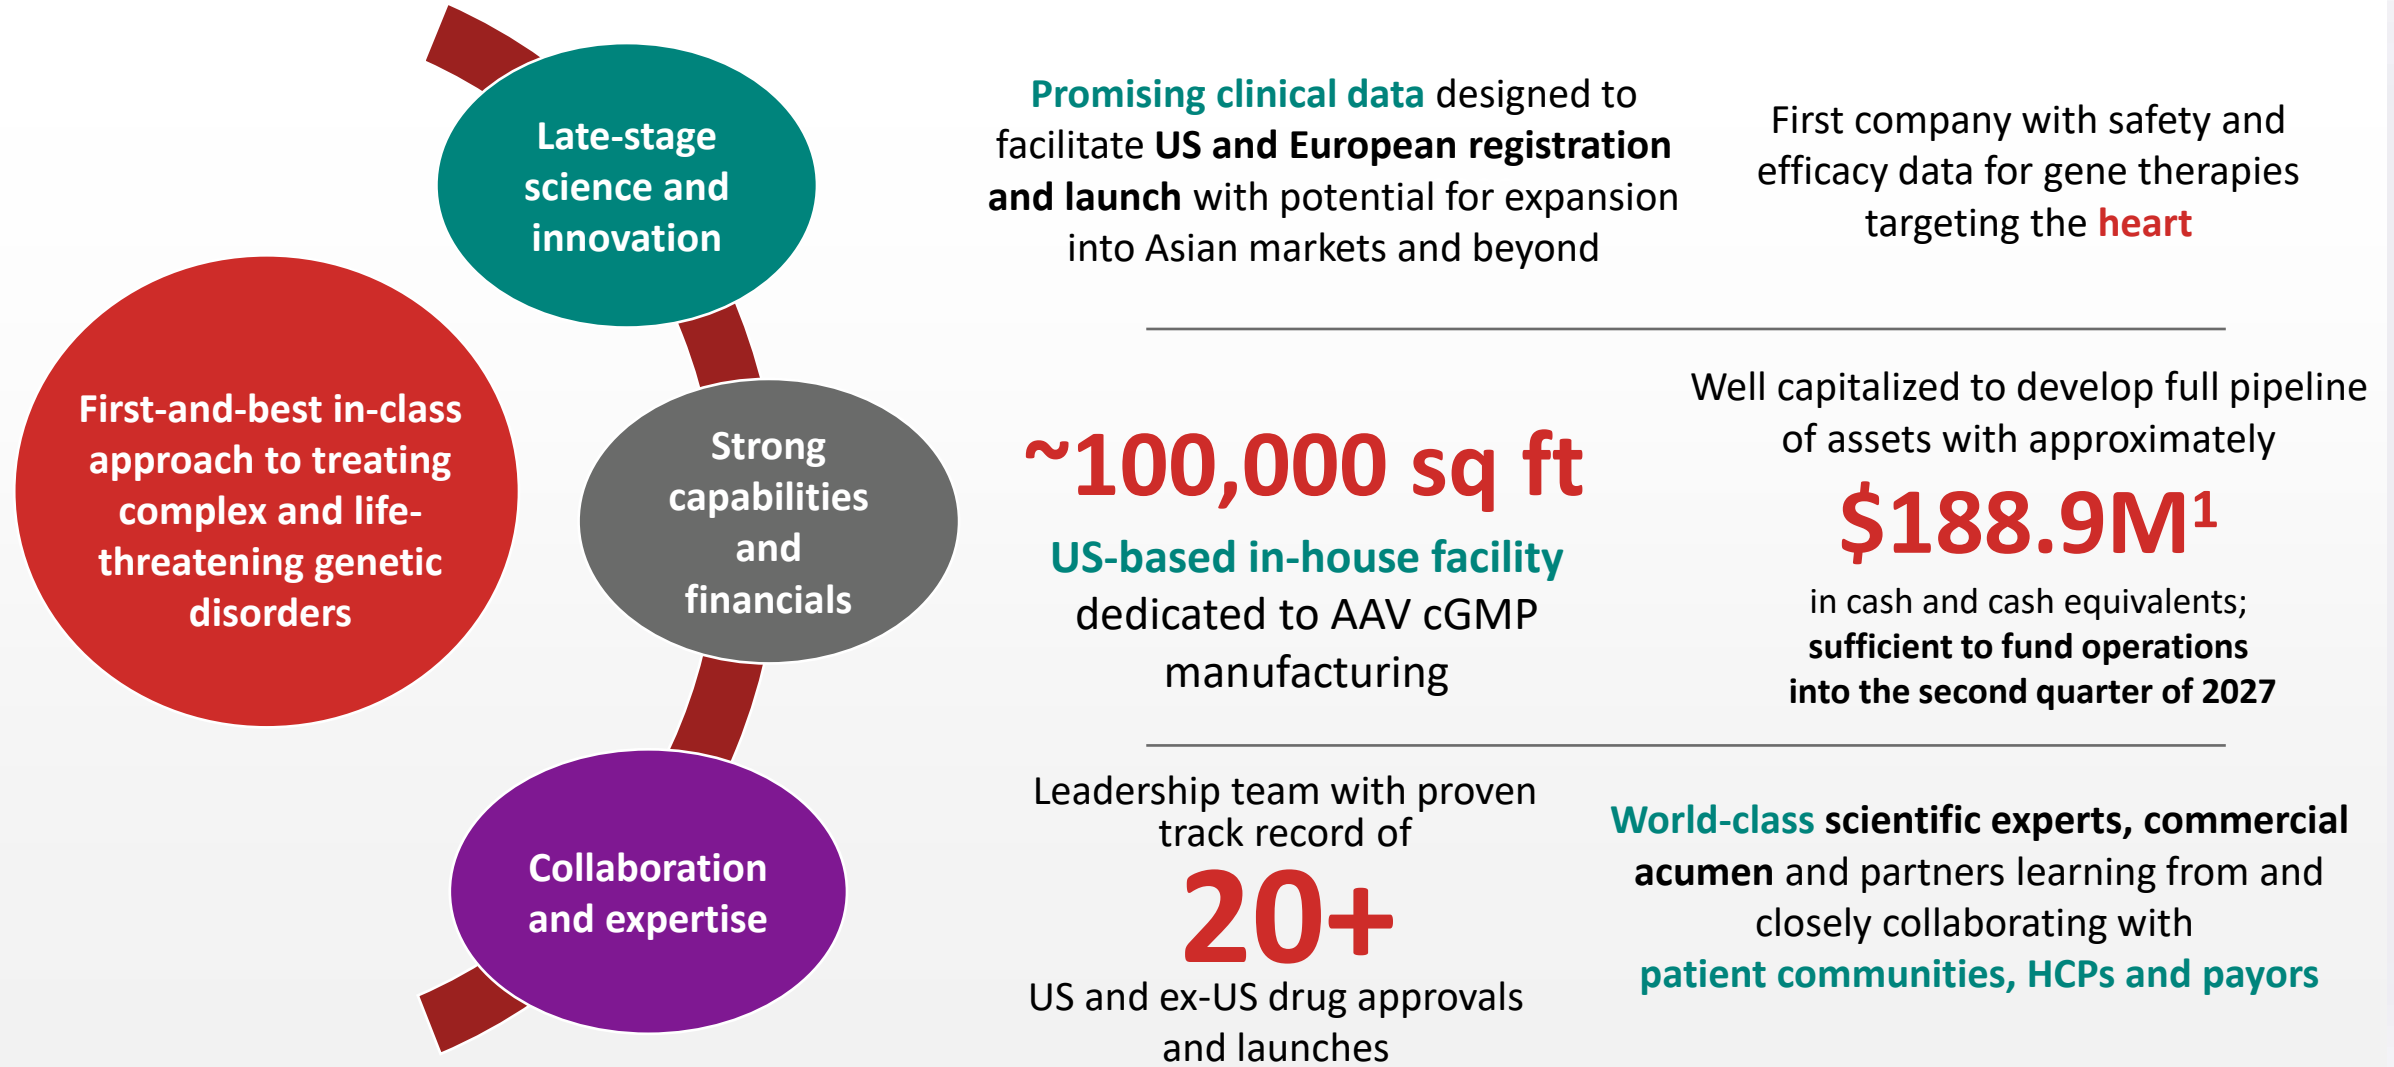 Late-stage
science and
innovation
Promising clinical data designed to
facilitate US and European registration
and launch with potential for expansion
into Asian markets and beyond
First company with safety and
efficacy data for gene therapies
targeting the heart
First-and-best in-class
approach to treating
complex and life-
threatening genetic
disorders
Strong
capabilities
and
financials
~100,000 sq ft
US-based in-house facility
dedicated to AAV cGMP
manufacturing
Well capitalized to develop full pipeline
of assets with approximately
$188.9M¹
in cash and cash equivalents;
sufficient to fund operations
into the second quarter of 2027
Collaboration
and expertise
Leadership team with proven
track record of
20+
US and ex-US drug approvals
and launches
World-class scientific experts, commercial
acumen and partners learning from and
closely collaborating with
patient communities, HCPs and payors